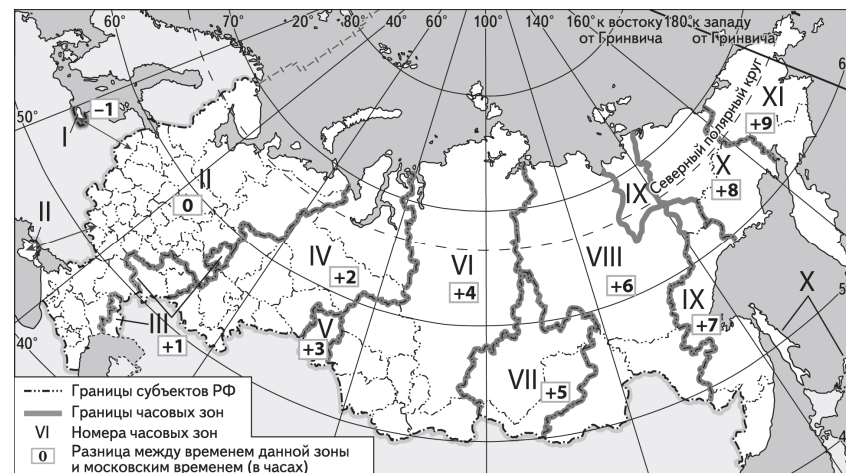 60° 70° 20° 80° 40° 60° 100° 140° 160° к востоку 180° к западу
от Гринвича от Гринвича
50°
–1
I
II
0
II
40°
III
+1
IV
+2
V
+3
VI
+4
VII
+5
VIII
+6
IX
IX
+7
Северный полярный круг
X
+8
XI
+9
X
Границы субъектов РФ
Границы часовых зон
VI Номера часовых зон
0 Разница между временем данной зоны
и московским временем (в часах)